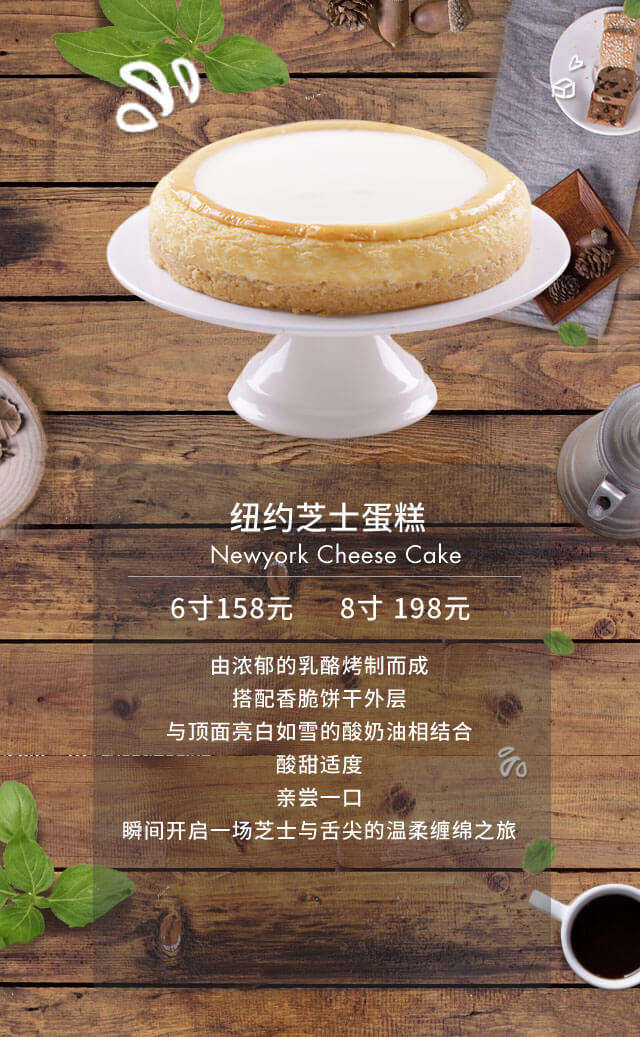 纽约芝士蛋糕
Newyork Cheese Cake
6寸158元 8寸 198元
由浓郁的乳酪烤制而成
搭配香脆饼干外层
与顶面亮白如雪的酸奶油相结合
酸甜适度
亲尝一口
瞬间开启一场芝士与舌尖的温柔缠绵之旅